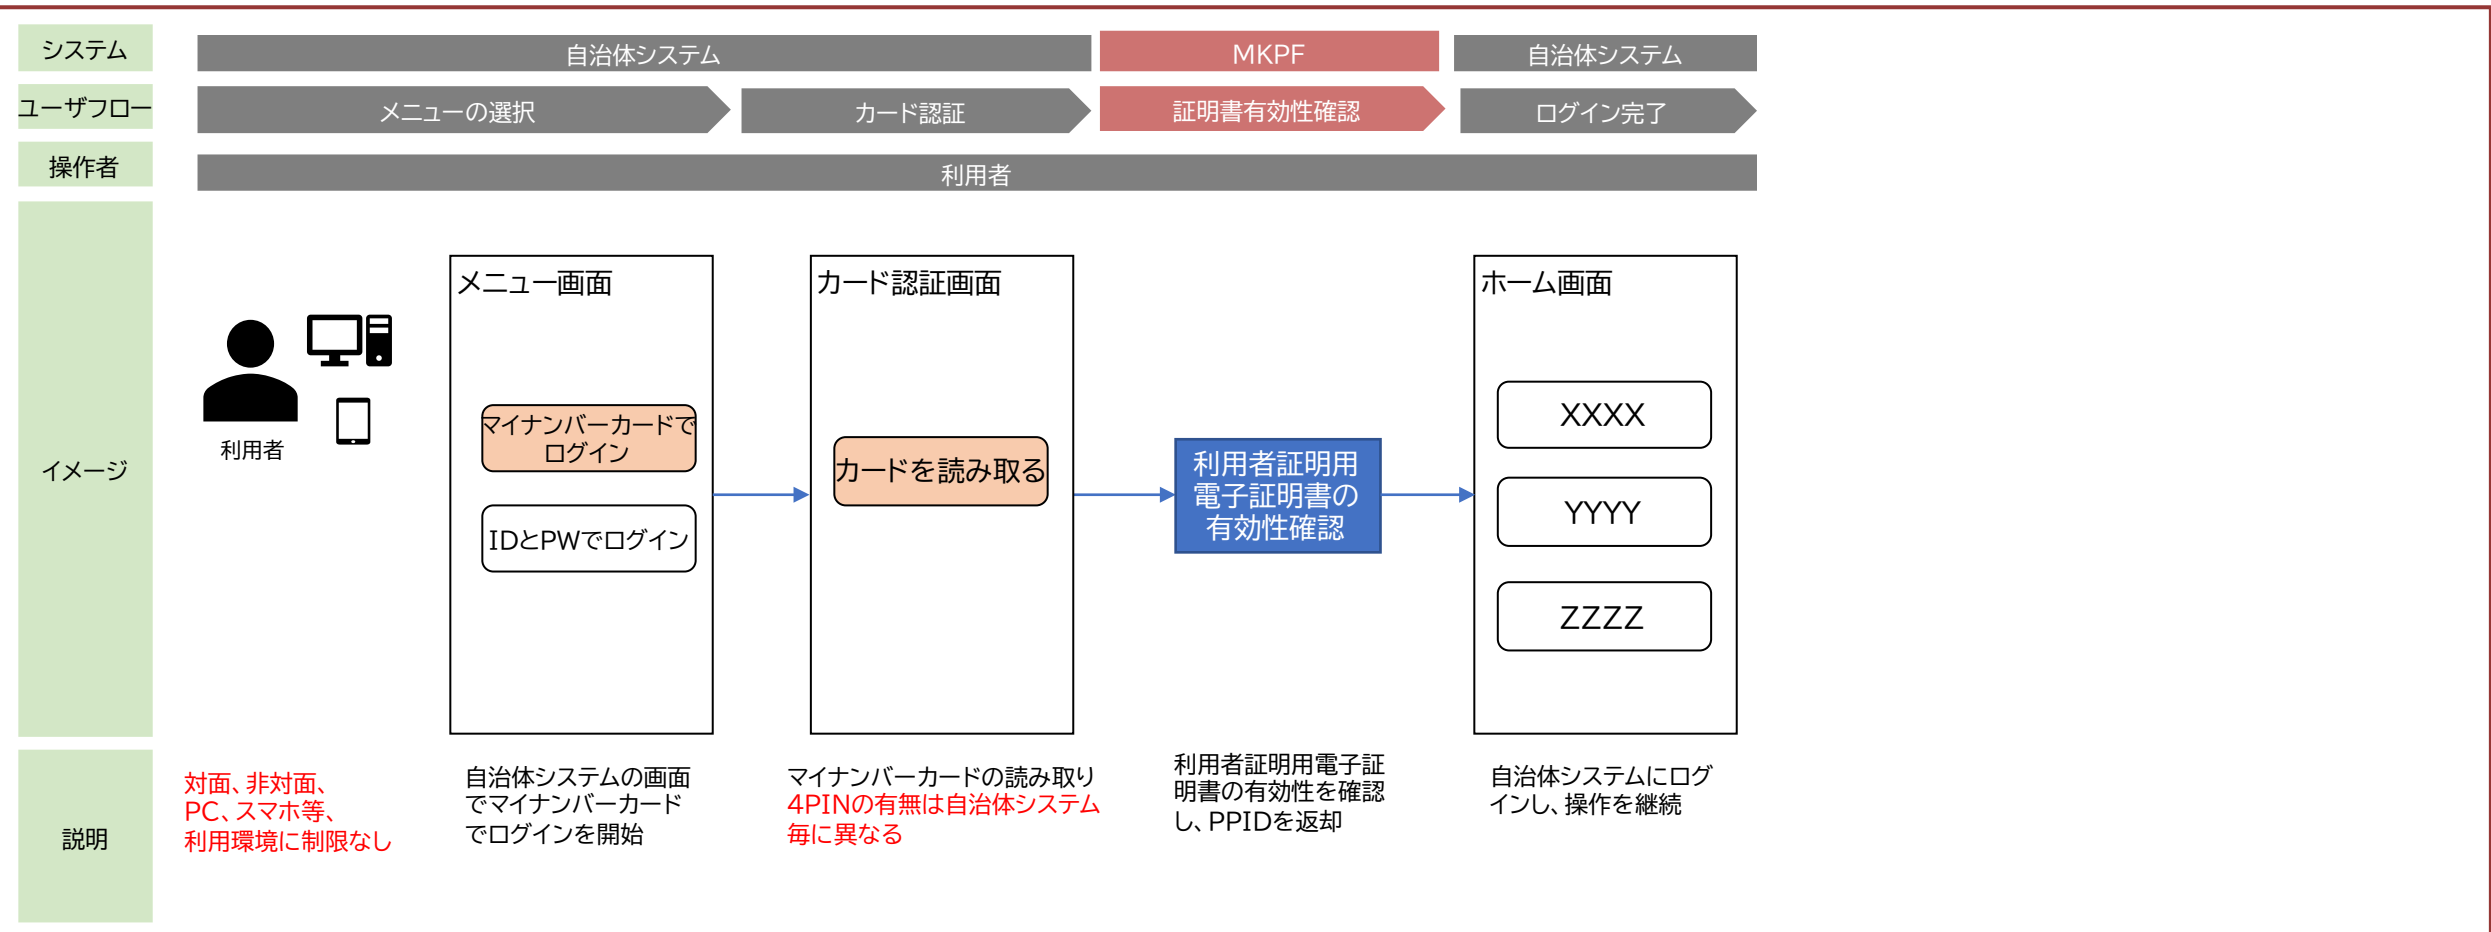 システム
自治体システム
MKPF
自治体システム
ユーザフロー
メニューの選択
カード認証
証明書有効性確認
ログイン完了
操作者
利用者
イメージ
利用者
メニュー画面
マイナンバーカードで
ログイン
IDとPWでログイン
カード認証画面
カードを読み取る
利用者証明用
電子証明書の
有効性確認
ホーム画面
XXXX
YYYY
ZZZZ
説明
対面、非対面、
PC、スマホ等、
利用環境に制限なし
自治体システムの画面
でマイナンバーカード
でログインを開始
マイナンバーカードの読み取り
4PINの有無は自治体システム
毎に異なる
利用者証明用電子証
明書の有効性を確認
し、PPIDを返却
自治体システムにログ
インし、操作を継続